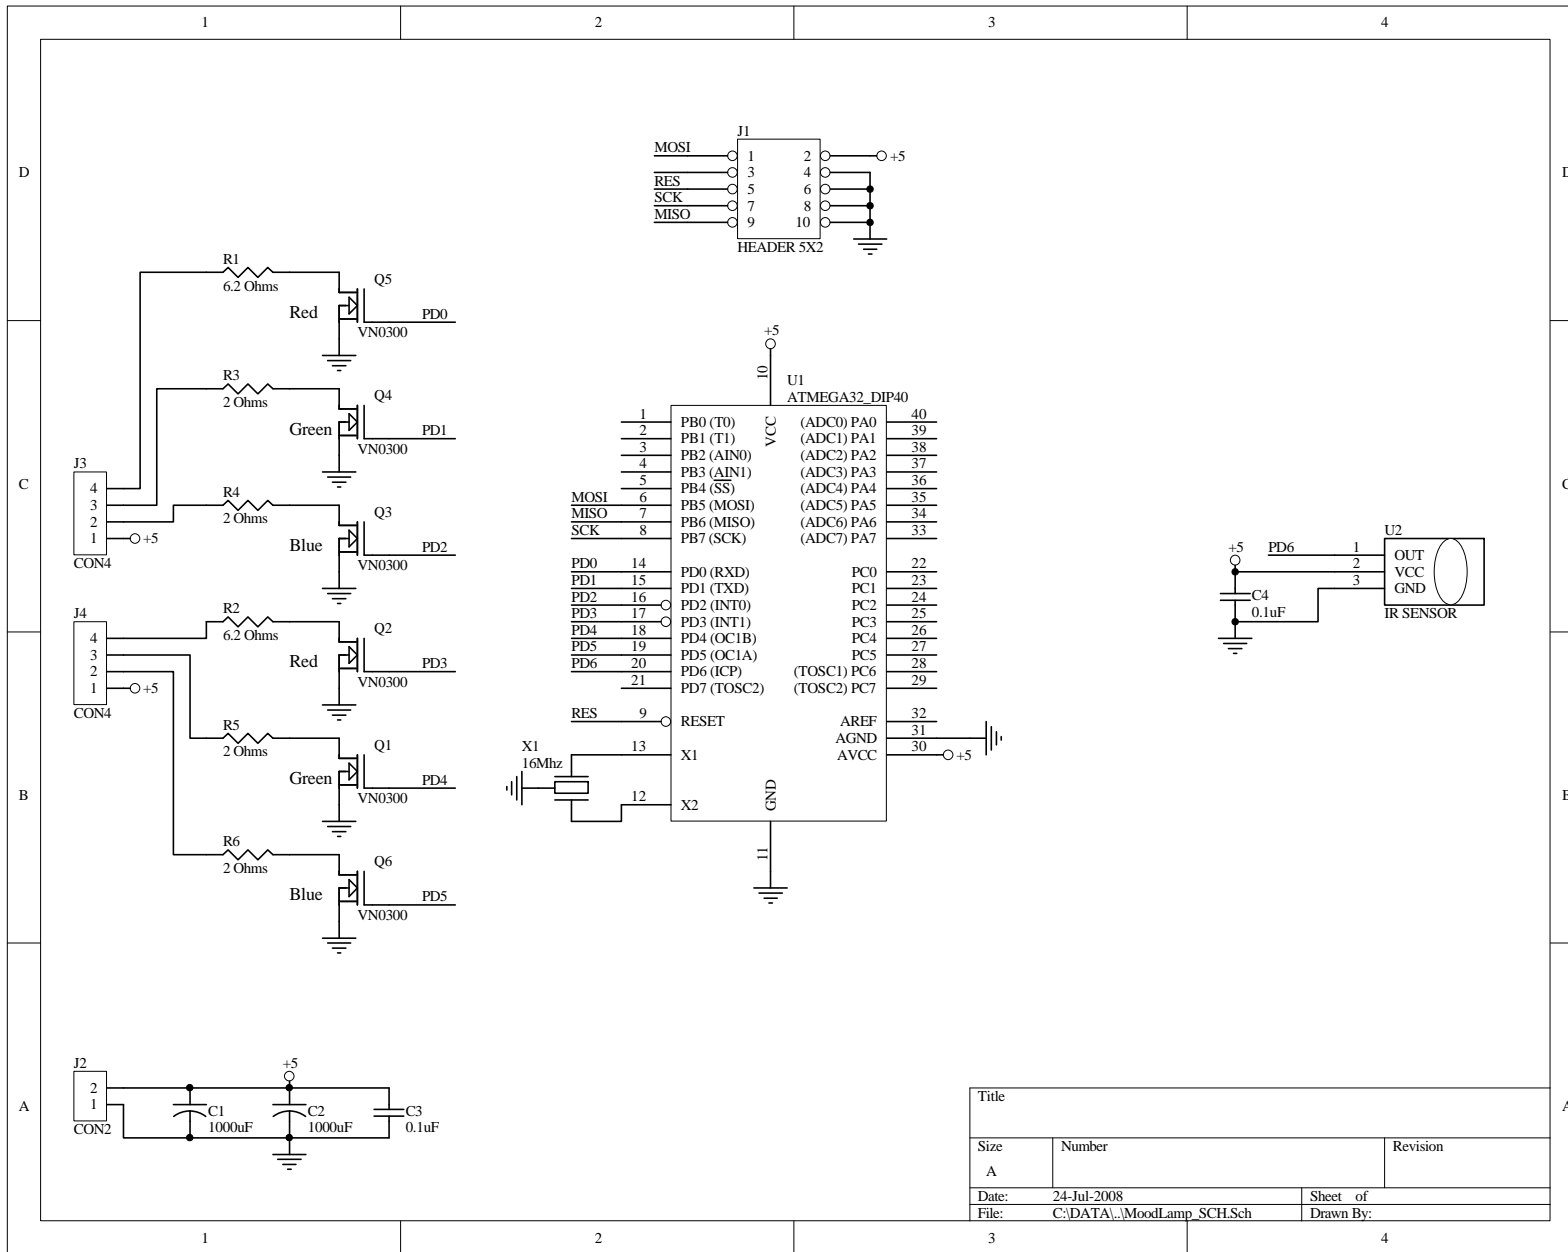 1 2 3 4
D D
J1
MOSI 1 2 +5
3 4
RES 5 6
SCK 7 8
MISO 9 10
HEADER 5X2
R1
6.2 Ohms
Q5
Red
PD0
VN0300
R3
2 Ohms
Q4
Green
PD1
VN0300
J3
4
3
2
1 +5
CON4
R4
2 Ohms
Q3
Blue
PD2
VN0300
C
J4
4
3
2
1 +5
CON4
R2
6.2 Ohms
Q2
Red
PD3
VN0300
R5
2 Ohms
Q1
Green
PD4
VN0300
B
R6
2 Ohms
Q6
Blue
PD5
VN0300
+5
10
U1
ATMEGA32_DIP40
VCC
1 PB0 (T0) (ADC0) PA0 40
2 PB1 (T1) (ADC1) PA1 39
3 PB2 (AIN0) (ADC2) PA2 38
4 PB3 (AIN1) (ADC3) PA3 37
5 PB4 (SS) (ADC4) PA4 36
MOSI 6 PB5 (MOSI) (ADC5) PA5 35
MISO 7 PB6 (MISO) (ADC6) PA6 34
SCK 8 PB7 (SCK) (ADC7) PA7 33
PD0 14 PD0 (RXD) PC0 22
PD1 15 PD1 (TXD) PC1 23
PD2 16 PD2 (INT0) PC2 24
PD3 17 PD3 (INT1) PC3 25
PD4 18 PD4 (OC1B) PC4 26
PD5 19 PD5 (OC1A) PC5 27
PD6 20 PD6 (ICP) (TOSC1) PC6 28
21 PD7 (TOSC2) (TOSC2) PC7 29
RES 9 RESET AREF 32
AGND 31
X1
16Mhz
13 X1 AVCC 30 +5
12 X2
GND
11
+5
PD6
U2
1 OUT
2 VCC
3 GND
IR SENSOR
C4
0.1uF
J2
2
1
CON2
+5
C1
1000uF
C2
1000uF
C3
0.1uF
A
Title
Size Number Revision
A
Date: 24-Jul-2008 Sheet of
File: C:\DATA\..\MoodLamp_SCH.Sch Drawn By:
1 2 3 4